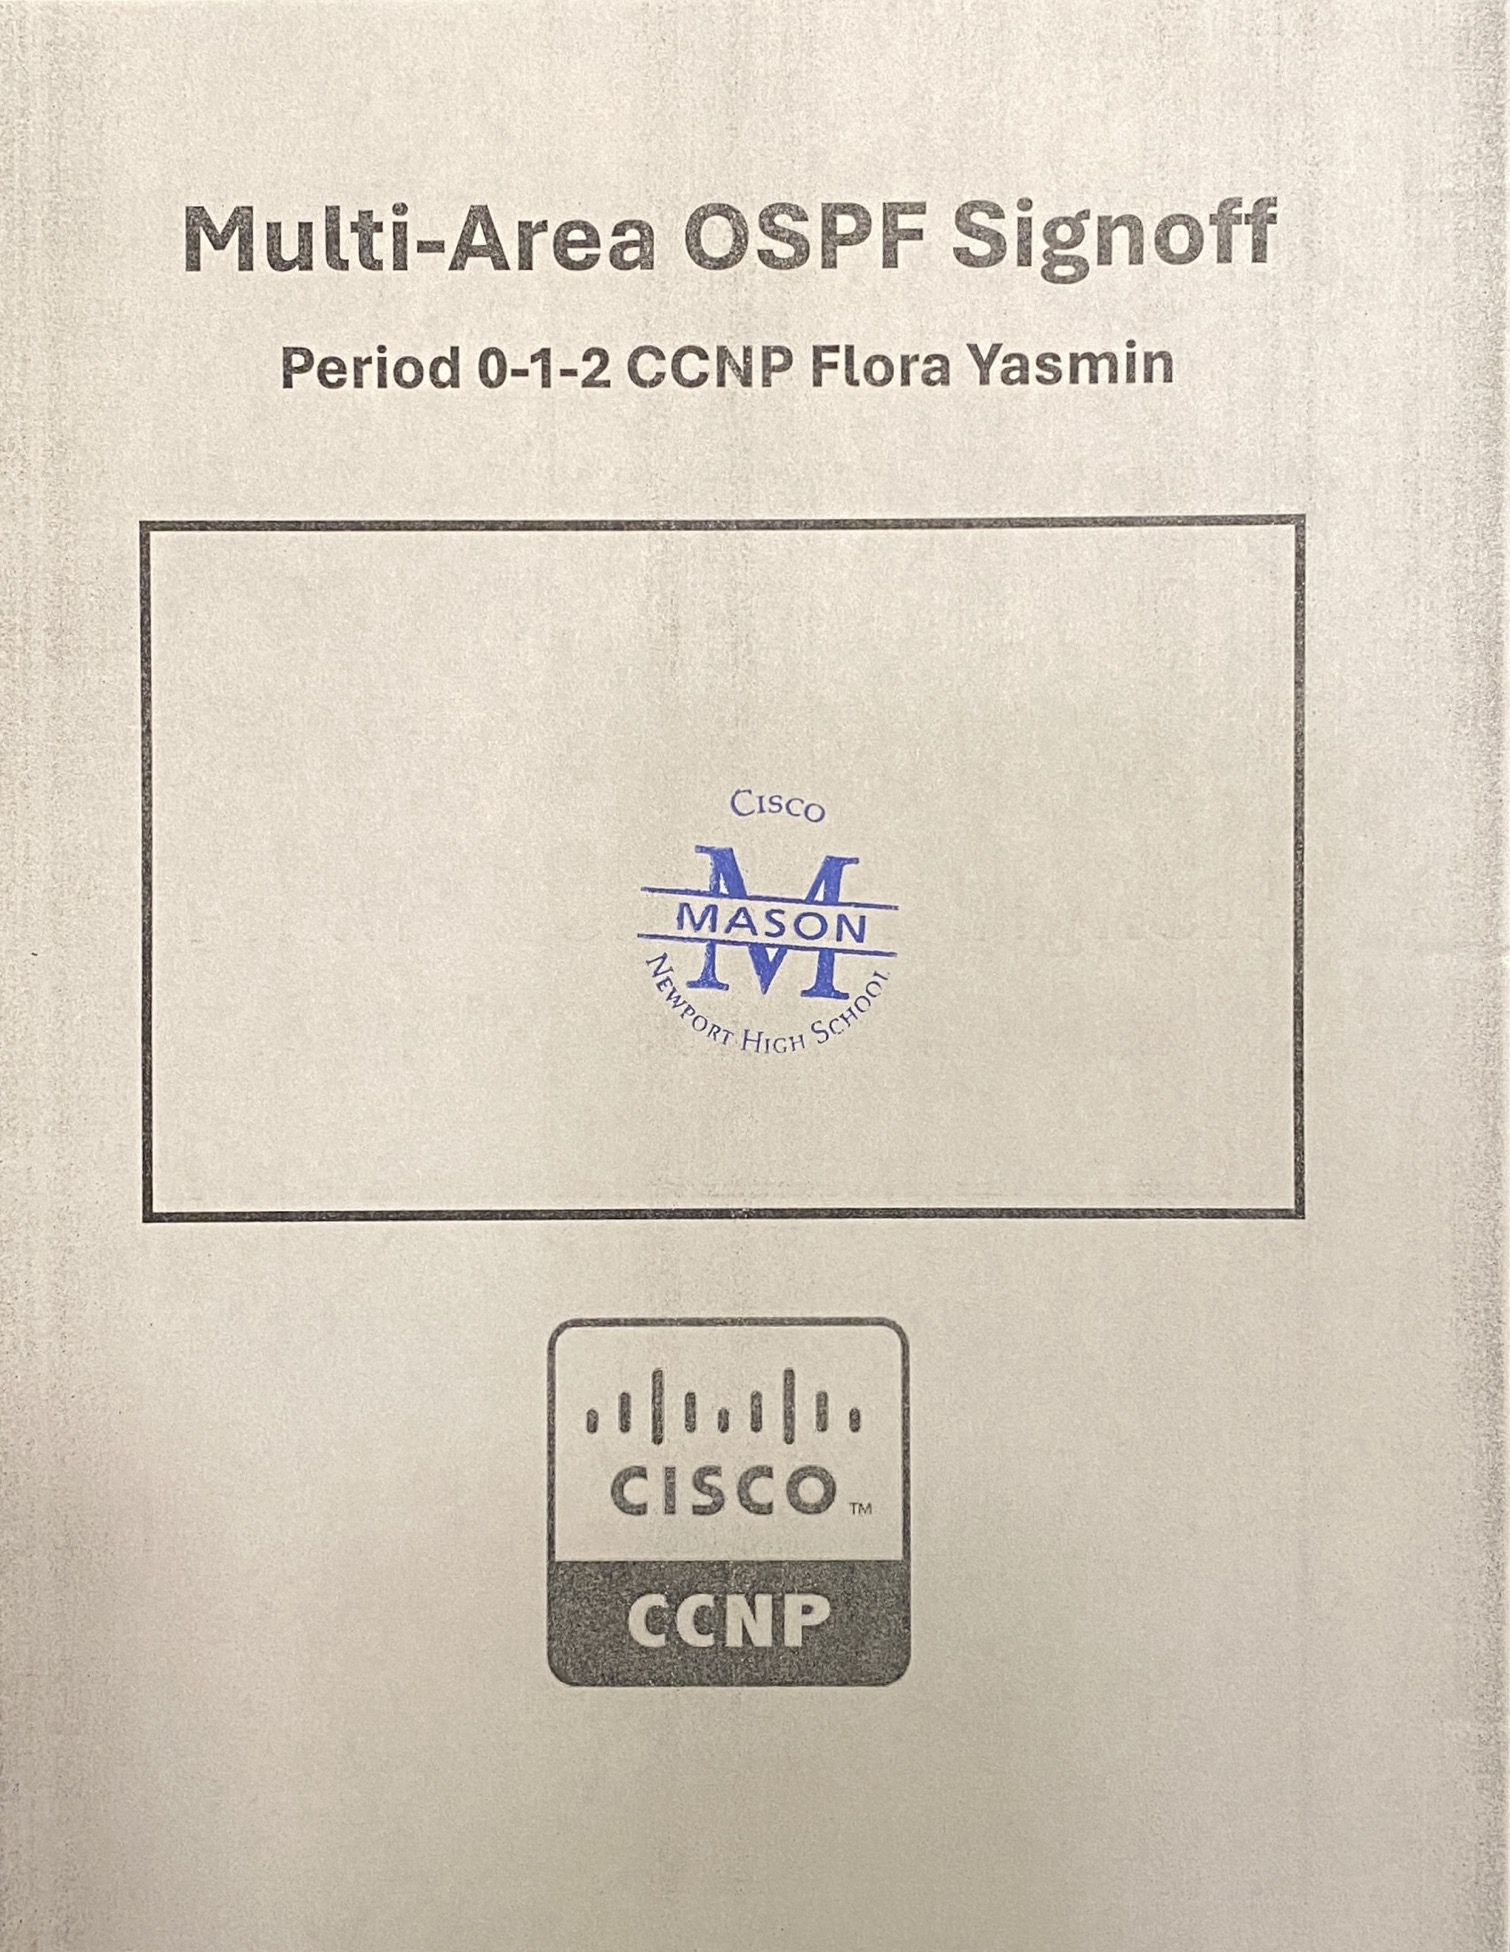 Multi-Area OSPF Signoff
Period 0-1-2 CCNP Flora Yasmin
CISCO
MASON
NEWPORT HIGH SCHOOL
CISCO TM
CCNP